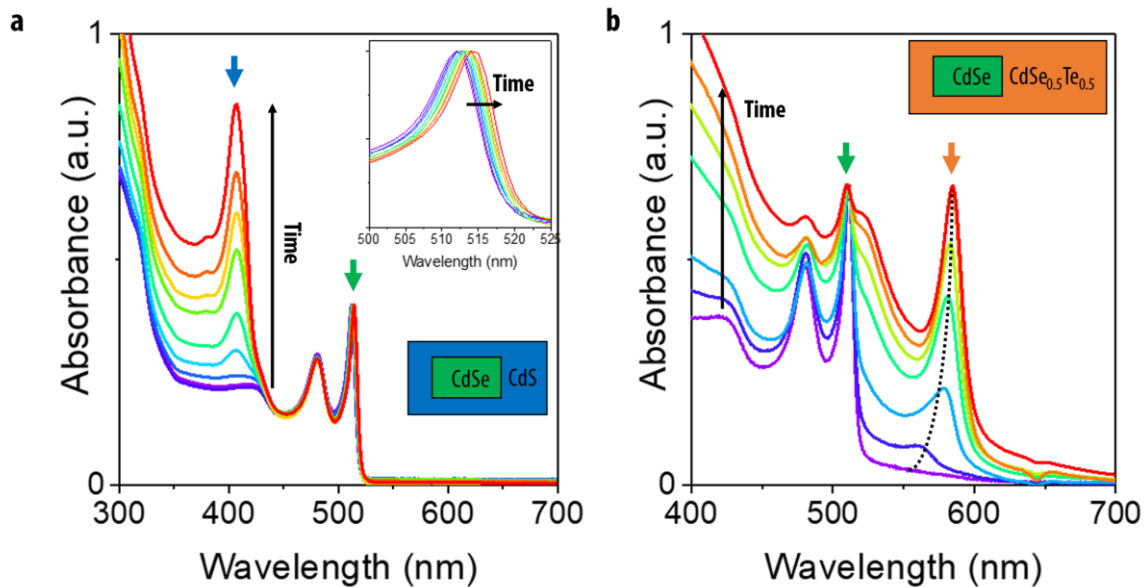 a
Absorbance (a.u.)
1
0
300 400 500 600 700
Wavelength (nm)
Time
Time
500 505 510 515 520 525
Wavelength (nm)
CdSe CdS
b
Absorbance (a.u.)
1
0
400 500 600 700
Wavelength (nm)
Time
CdSe CdSe₀.₅Te₀.₅